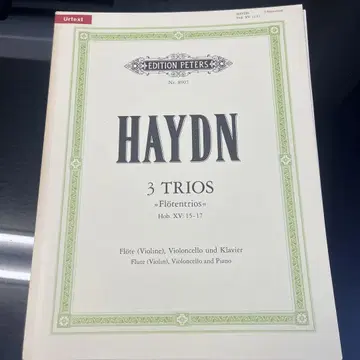 Urtext
EDITION PETERS
HAYDN
3 TRIOS
«Flötentrios»
Hob. XV: 15-17
Flöte (Violine), Violoncello und Klavier
Flute (Violin), Violoncello and Piano